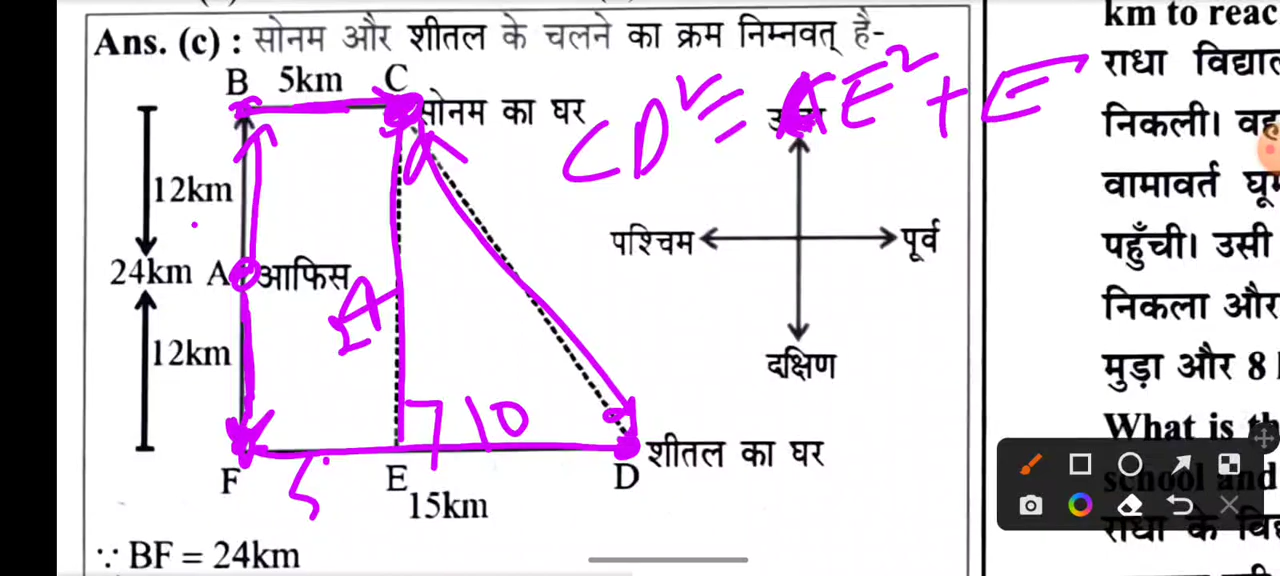 Ans. (c) : सोनम और शीतल के चलने का क्रम निम्नवत् है-
B 5km C
सोनम का घर
CD² = CE² + E
12km
24km A आफिस
12km
पश्चिम
पूर्व
दक्षिण
10
शीतल का घर
F 5 E D
15km
∵ BF = 24km
km to reac
राधा विद्याल
निकली। वह
वामावर्त घूम
पहुँची। उसी
निकला और
मुड़ा और 8
What is th
school and
राधा के विद्य